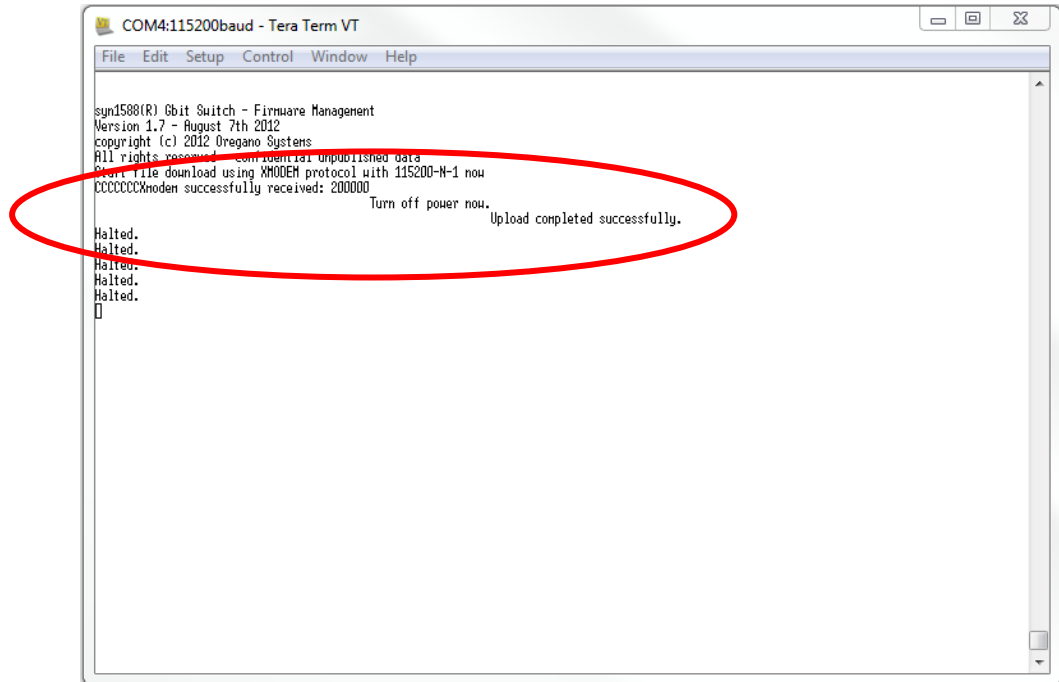 COM4:115200baud - Tera Term VT
File Edit Setup Control Window Help
syn1588(R) Gbit Switch - Firmware Management
Version 1.7 - August 7th 2012
copyright (c) 2012 Oregano Systems
All rights reserved - confidential unpublished data
Start file download using XMODEM protocol with 115200-N-1 now
CCCCCCCXmodem successfully received: 200000
Turn off power now.
Upload completed successfully.
Halted.
Halted.
Halted.
Halted.
Halted.